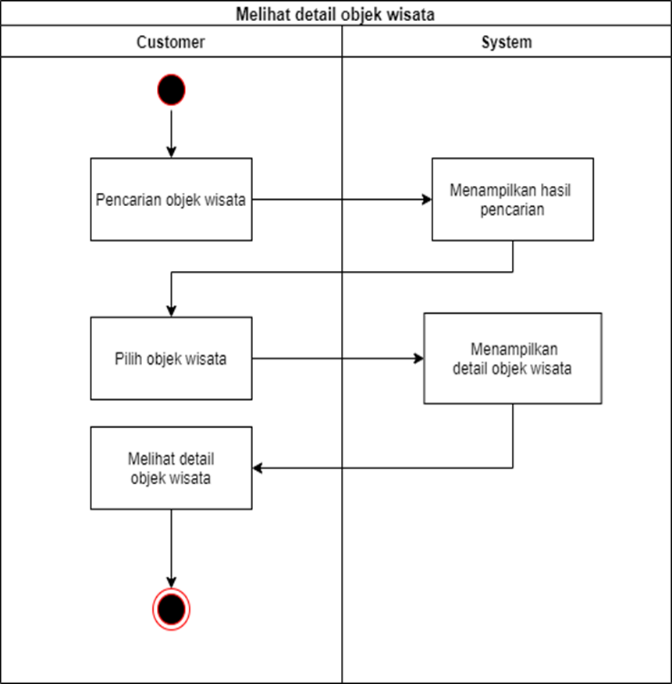 Melihat detail objek wisata
Customer
System
Pencarian objek wisata
Menampilkan hasil
pencarian
Pilih objek wisata
Menampilkan
detail objek wisata
Melihat detail
objek wisata